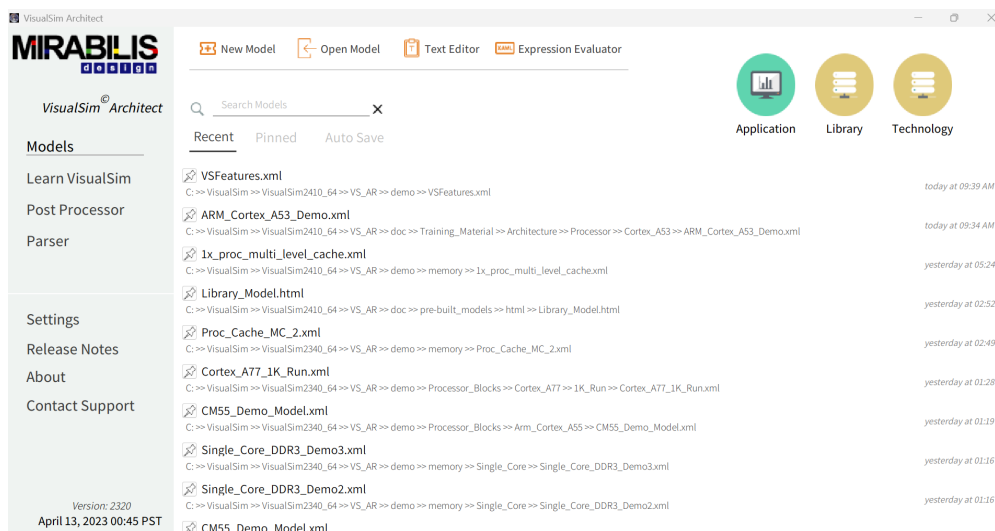 VisualSim Architect
MIRABILIS
design
VisualSim©Architect
Models
Learn VisualSim
Post Processor
Parser
Settings
Release Notes
About
Contact Support
Version: 2320
April 13, 2023 00:45 PST
New Model
Open Model
T
Text Editor
RAML
Expression Evaluator
Search Models
Recent
Pinned
Auto Save
Application
Library
Technology
VSFeatures.xml
C: >> VisualSim >> VisualSim2410_64 >> VS_AR >> demo >> VSFeatures.xml
today at 09:39 AM
ARM_Cortex_A53_Demo.xml
C: >> VisualSim >> VisualSim2410_64 >> VS_AR >> doc >> Training_Material >> Architecture >> Processor >> Cortex_A53 >> ARM_Cortex_A53_Demo.xml
today at 09:34 AM
1x_proc_multi_level_cache.xml
C: >> VisualSim >> VisualSim2410_64 >> VS_AR >> demo >> memory >> 1x_proc_multi_level_cache.xml
yesterday at 05:24
Library_Model.html
C: >> VisualSim >> VisualSim2410_64 >> VS_AR >> doc >> pre-built_models >> html >> Library_Model.html
yesterday at 02:52
Proc_Cache_MC_2.xml
C: >> VisualSim >> VisualSim2340_64 >> VS_AR >> demo >> memory >> Proc_Cache_MC_2.xml
yesterday at 02:49
Cortex_A77_1K_Run.xml
C: >> VisualSim >> VisualSim2340_64 >> VS_AR >> demo >> Processor_Blocks >> Cortex_A77 >> 1K_Run >> Cortex_A77_1K_Run.xml
yesterday at 01:28
CM55_Demo_Model.xml
C: >> VisualSim >> VisualSim2340_64 >> VS_AR >> demo >> Processor_Blocks >> Arm_Cortex_A55 >> CM55_Demo_Model.xml
yesterday at 01:19
Single_Core_DDR3_Demo3.xml
C: >> VisualSim >> VisualSim2340_64 >> VS_AR >> demo >> memory >> Single_Core >> Single_Core_DDR3_Demo3.xml
yesterday at 01:16
Single_Core_DDR3_Demo2.xml
C: >> VisualSim >> VisualSim2340_64 >> VS_AR >> demo >> memory >> Single_Core >> Single_Core_DDR3_Demo2.xml
yesterday at 01:16
CM55_Demo_Model.xml